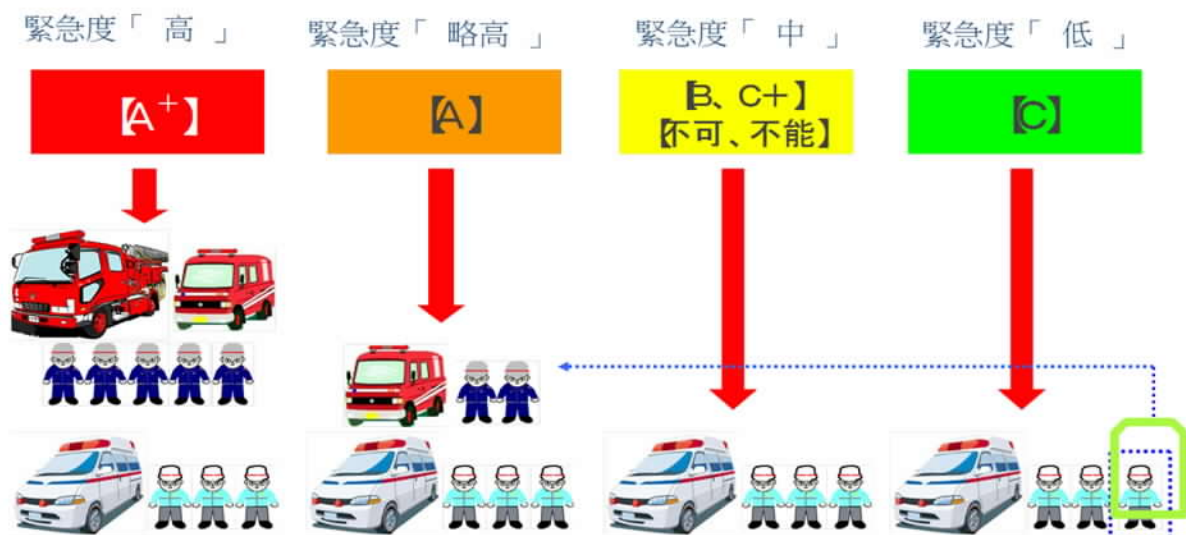 緊急度「 高 」
緊急度「 略高 」
緊急度「 中 」
緊急度「 低 」
【A⁺】
【A】
【B、C+】
【不可、不能】
【C】